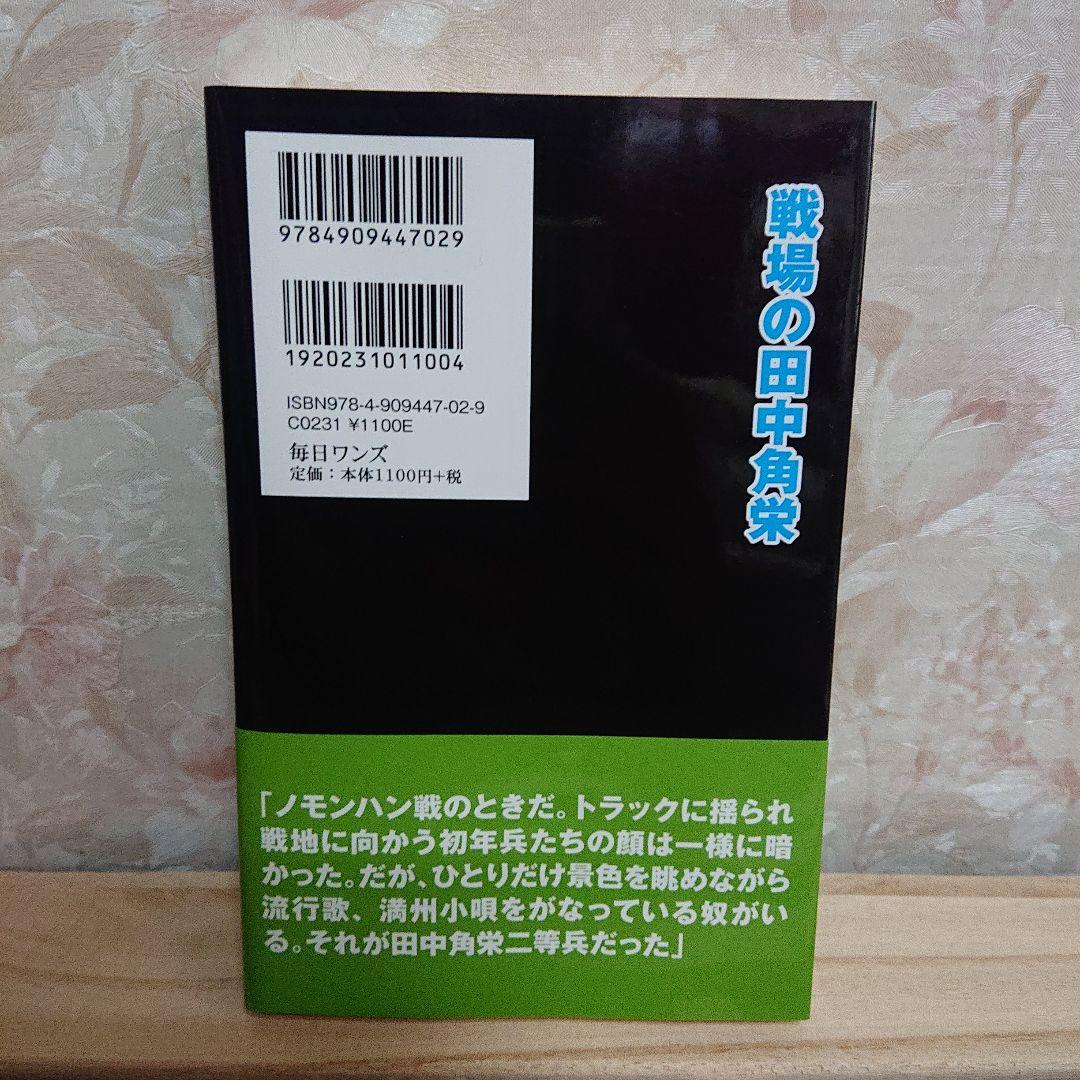 戦場の田中角栄
9784909447029
1920231011004
ISBN978-4-909447-02-9
C0231 ¥1100E
毎日ワンズ
定価：本体1100円+税
「ノモンハン戦のときだ。トラックに揺られ
戦地に向かう初年兵たちの顔は一様に暗
かった。だが、ひとりだけ景色を眺めながら
流行歌、満州小唄をがなっている奴がい
る。それが田中角栄二等兵だった」